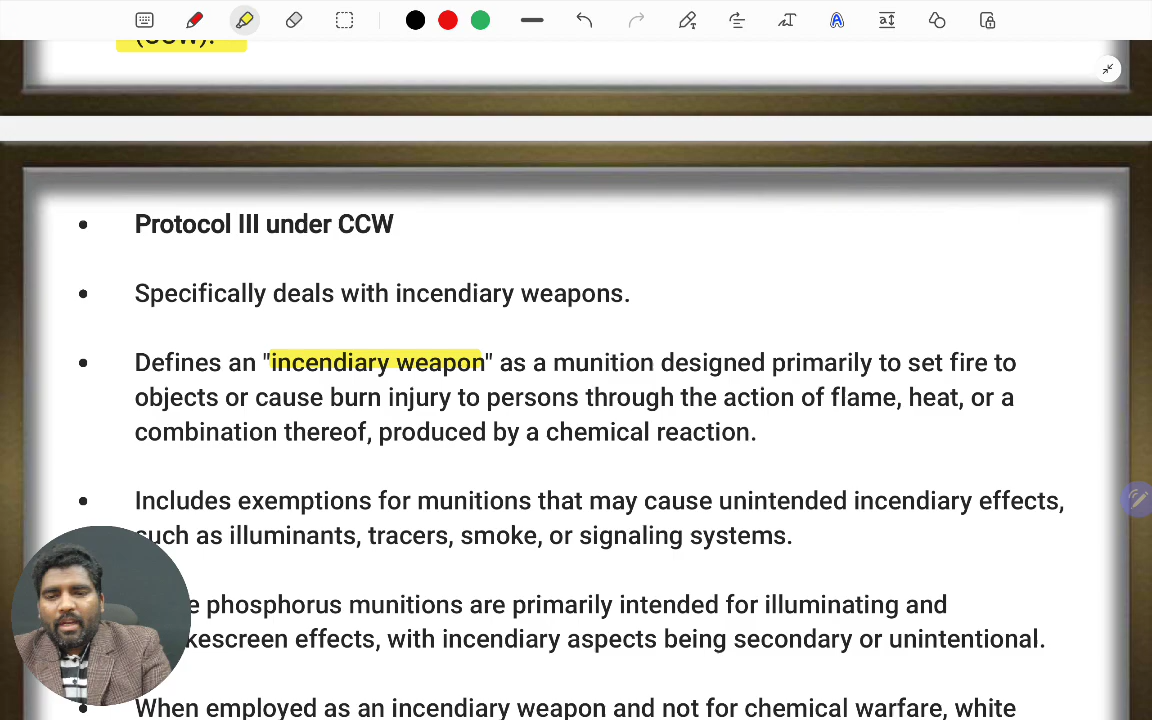 (CCW).
Protocol III under CCW
Specifically deals with incendiary weapons.
Defines an "incendiary weapon" as a munition designed primarily to set fire to
objects or cause burn injury to persons through the action of flame, heat, or a
combination thereof, produced by a chemical reaction.
Includes exemptions for munitions that may cause unintended incendiary effects,
such as illuminants, tracers, smoke, or signaling systems.
phosphorus munitions are primarily intended for illuminating and
effects, with incendiary aspects being secondary or unintentional.
When employed as an incendiary weapon and not for chemical warfare, white